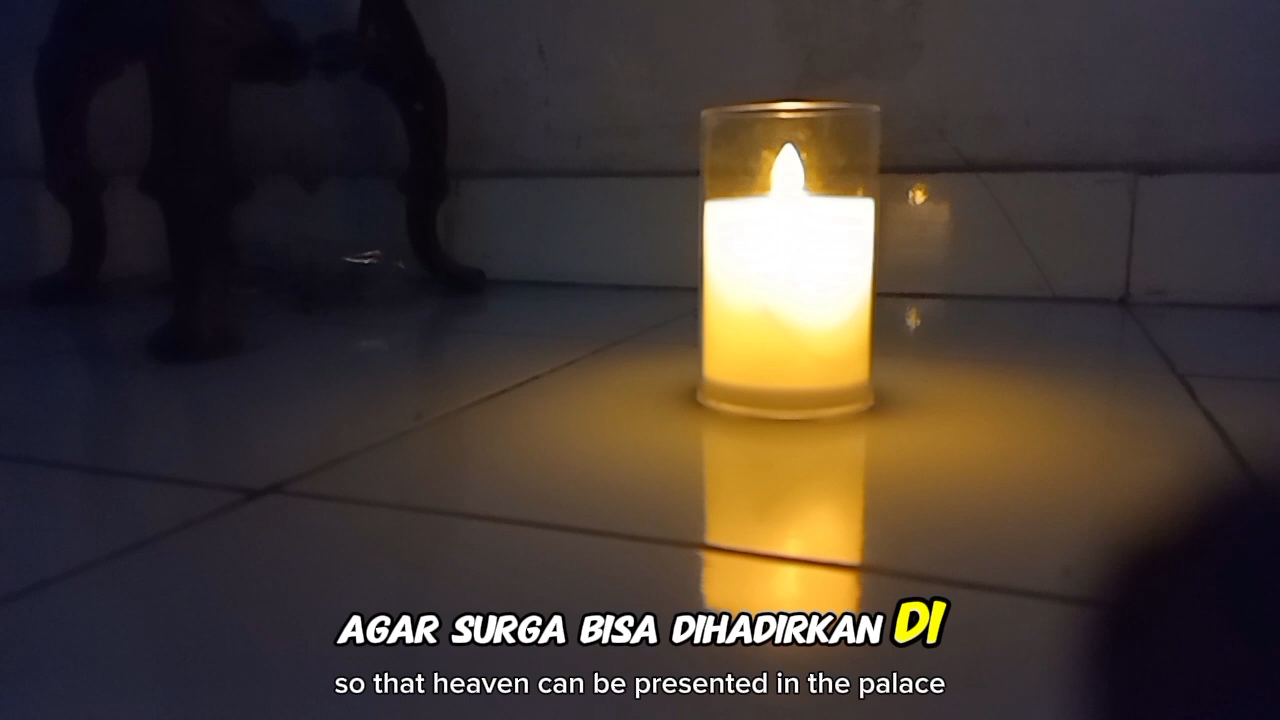 AGAR SURGA BISA DIHADIRKAN DI
so that heaven can be presented in the palace